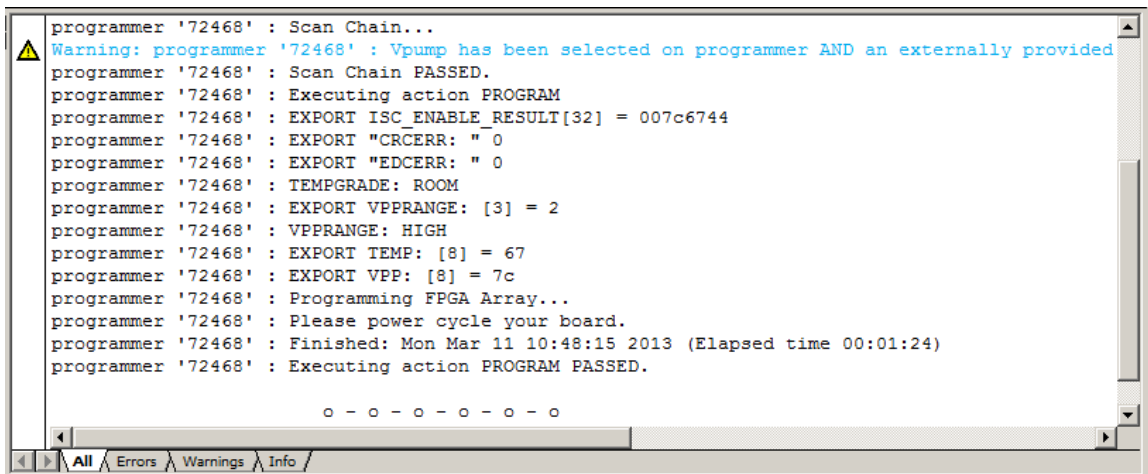 programmer '72468' : Scan Chain...
Warning: programmer '72468' : Vpump has been selected on programmer AND an externally provided
programmer '72468' : Scan Chain PASSED.
programmer '72468' : Executing action PROGRAM
programmer '72468' : EXPORT ISC_ENABLE_RESULT[32] = 007c6744
programmer '72468' : EXPORT "CRCERR: " 0
programmer '72468' : EXPORT "EDCERR: " 0
programmer '72468' : TEMPGRADE: ROOM
programmer '72468' : EXPORT VPPRANGE: [3] = 2
programmer '72468' : VPPRANGE: HIGH
programmer '72468' : EXPORT TEMP: [8] = 67
programmer '72468' : EXPORT VPP: [8] = 7c
programmer '72468' : Programming FPGA Array...
programmer '72468' : Please power cycle your board.
programmer '72468' : Finished: Mon Mar 11 10:48:15 2013 (Elapsed time 00:01:24)
programmer '72468' : Executing action PROGRAM PASSED.
o - o - o - o - o - o
All Errors Warnings Info